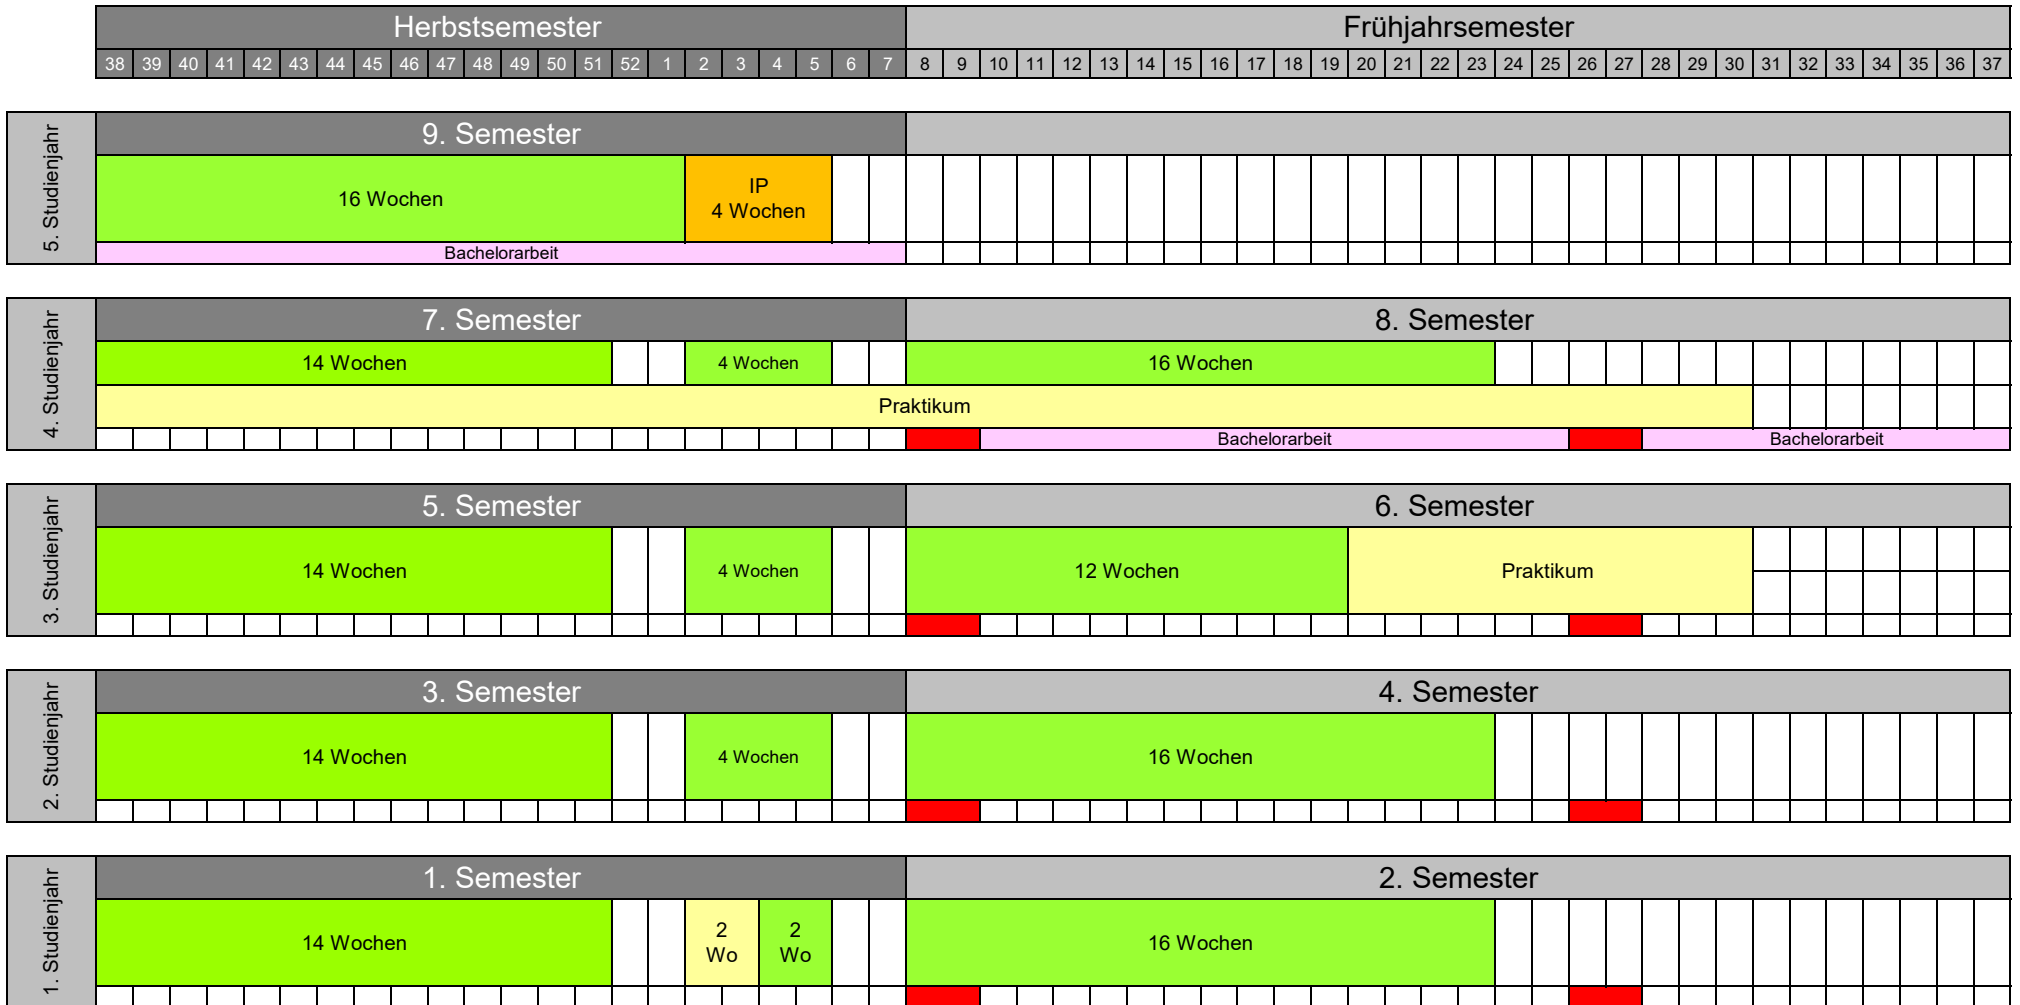 Herbstsemester Frühjahrsemester
38 39 40 41 42 43 44 45 46 47 48 49 50 51 52 1 2 3 4 5 6 7 8 9 10 11 12 13 14 15 16 17 18 19 20 21 22 23 24 25 26 27 28 29 30 31 32 33 34 35 36 37
5. Studienjahr
9. Semester
16 Wochen
IP
4 Wochen
Bachelorarbeit
4. Studienjahr
7. Semester 8. Semester
14 Wochen 4 Wochen 16 Wochen
Praktikum
Bachelorarbeit Bachelorarbeit
3. Studienjahr
5. Semester 6. Semester
14 Wochen 4 Wochen 12 Wochen Praktikum
2. Studienjahr
3. Semester 4. Semester
14 Wochen 4 Wochen 16 Wochen
1. Studienjahr
1. Semester 2. Semester
14 Wochen
2
Wo
2
Wo
16 Wochen